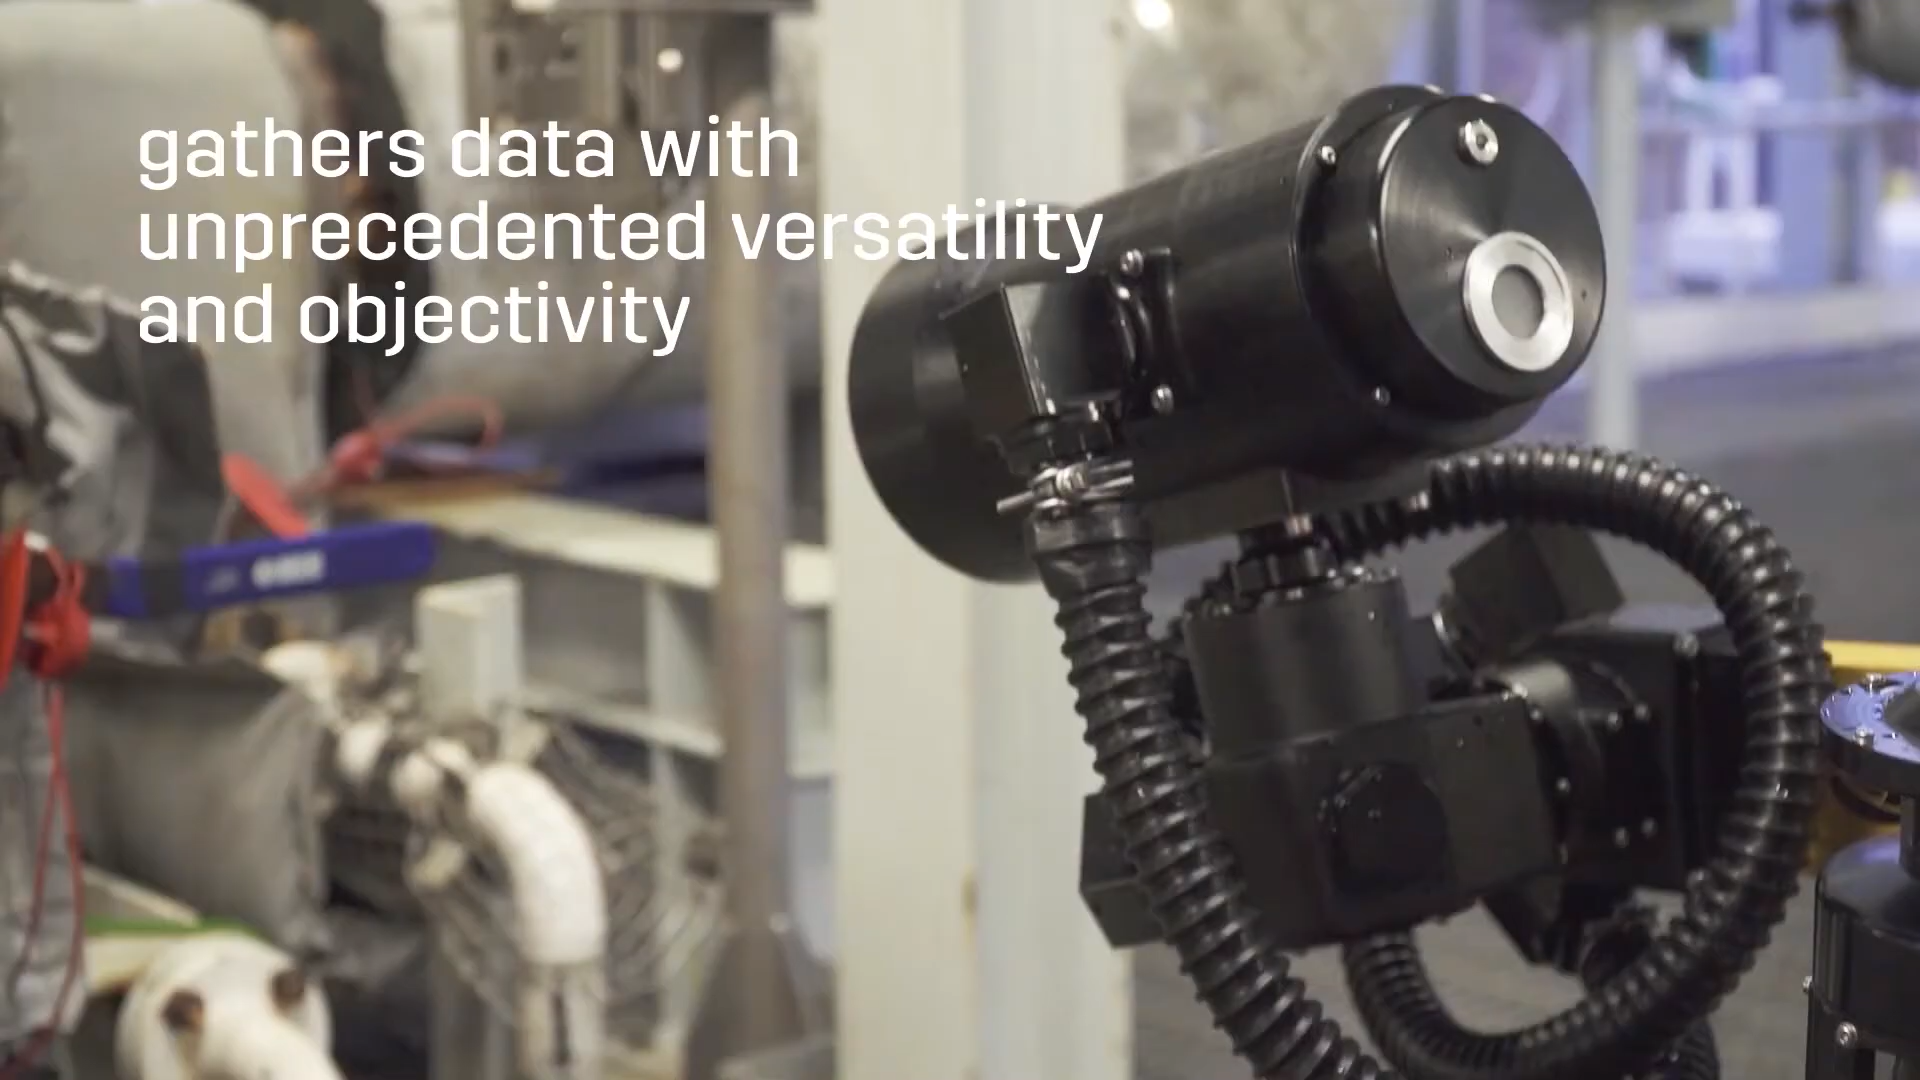 gathers data with
unprecedented versatility
and objectivity